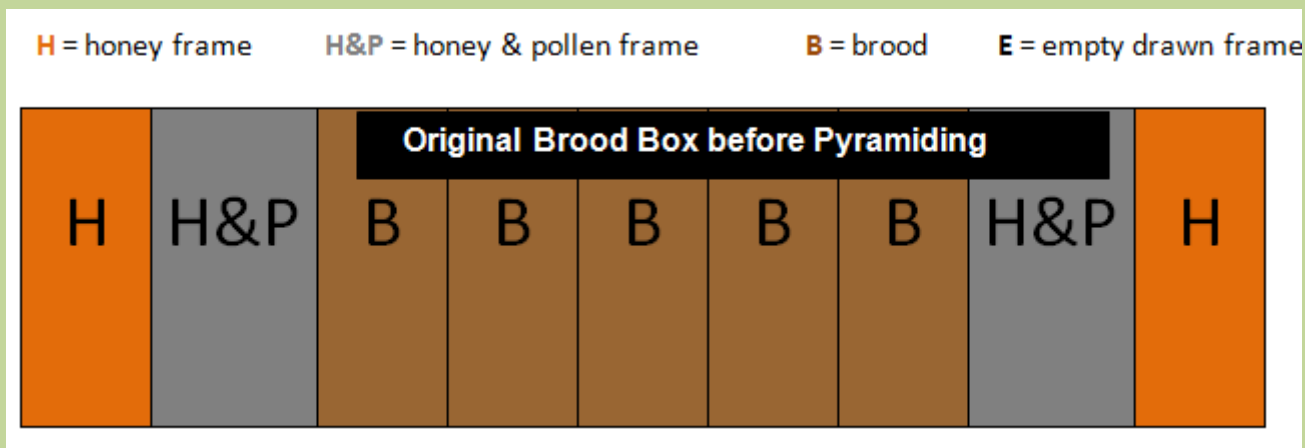 H = honey frame H&P = honey & pollen frame B = brood E = empty drawn frame
Original Brood Box before Pyramiding
H H&P B B B B B H&P H